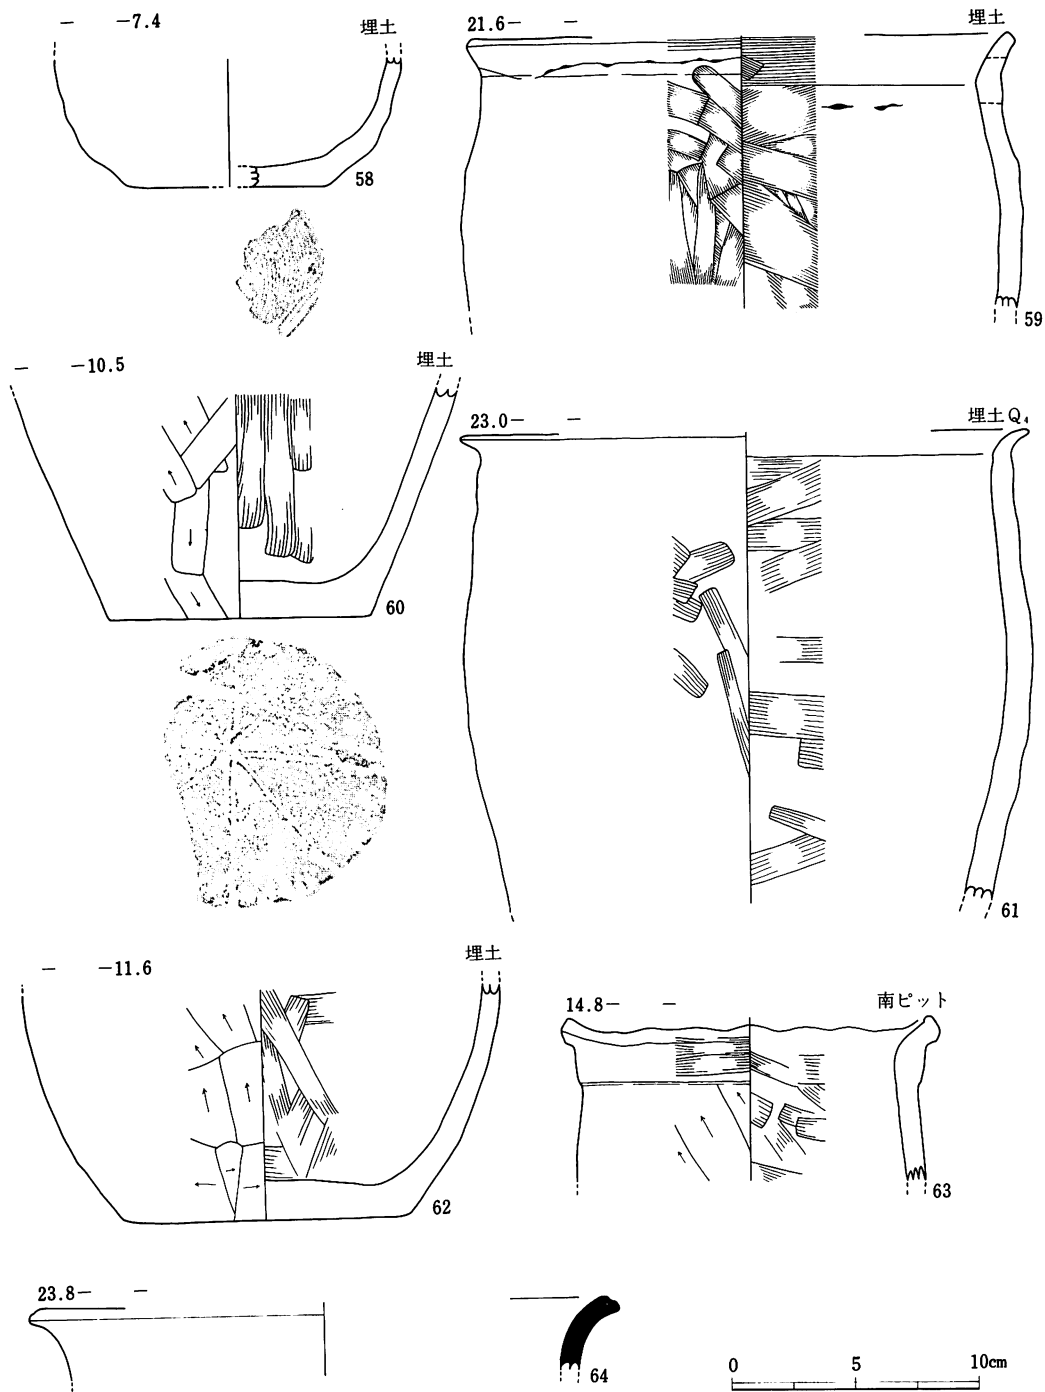 － －7.4 埋土
58
21.6－ － 埋土
59
－ －10.5 埋土
60
23.0－ － 埋土Q₄
61
－ －11.6 埋土
62
14.8－ － 南ピット
63
23.8－ －
64
0 5 10cm